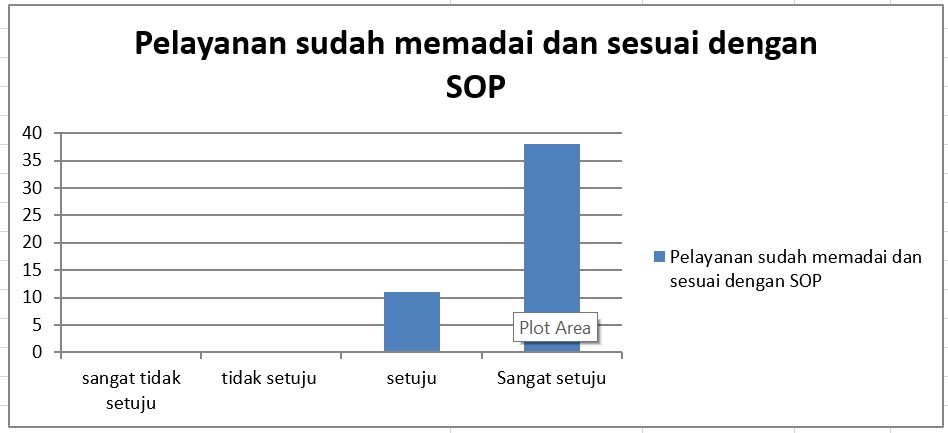 Pelayanan sudah memadai dan sesuai dengan
SOP
40
35
30
25
20
15
10
5
0
sangat tidak
setuju
tidak setuju
setuju
Sangat setuju
Plot Area
Pelayanan sudah memadai dan
sesuai dengan SOP